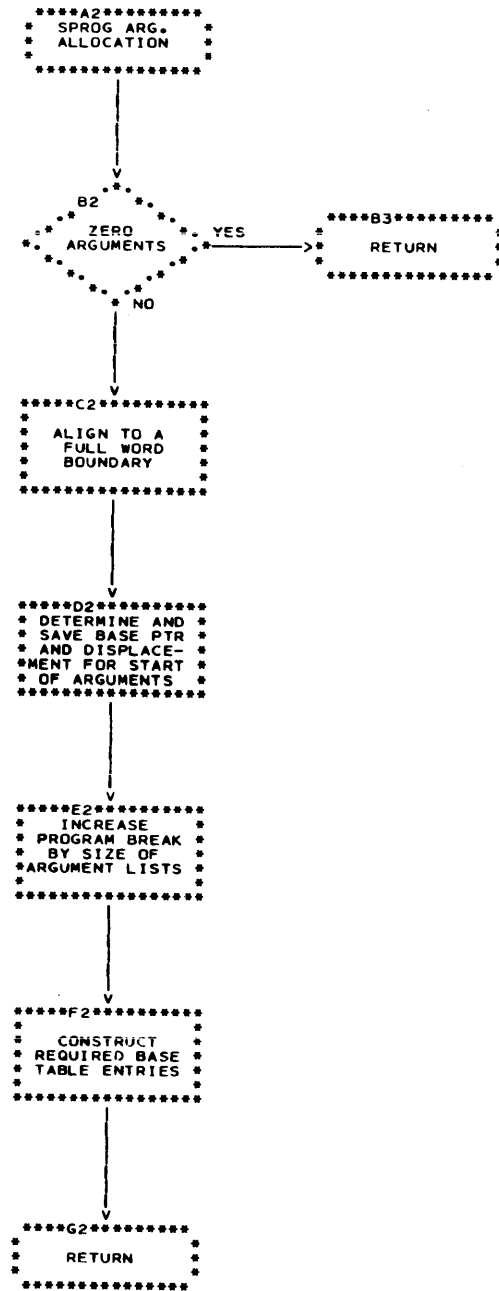 A2
SPROG ARG.
ALLOCATION
B2
ZERO
ARGUMENTS
YES
B3
RETURN
NO
C2
ALIGN TO A
FULL WORD
BOUNDARY
D2
DETERMINE AND
SAVE BASE PTR
AND DISPLACE-
MENT FOR START
OF ARGUMENTS
E2
INCREASE
PROGRAM BREAK
BY SIZE OF
ARGUMENT LISTS
F2
CONSTRUCT
REQUIRED BASE
TABLE ENTRIES
G2
RETURN